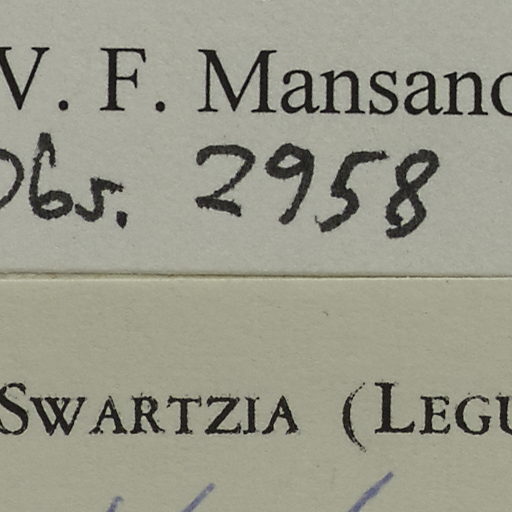 V. F. Mansano
Obs. 2958
SWARTZIA (LEGU